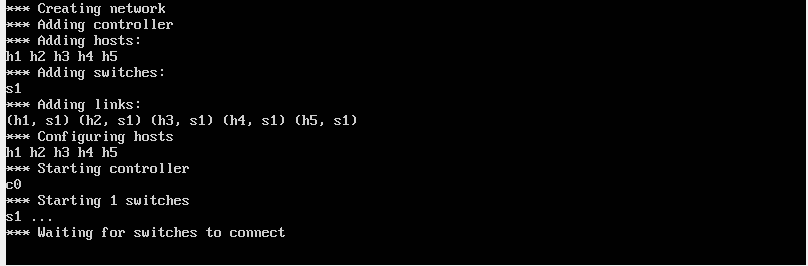 *** Creating network
*** Adding controller
*** Adding hosts:
h1 h2 h3 h4 h5
*** Adding switches:
s1
*** Adding links:
(h1, s1) (h2, s1) (h3, s1) (h4, s1) (h5, s1)
*** Configuring hosts
h1 h2 h3 h4 h5
*** Starting controller
c0
*** Starting 1 switches
s1 ...
*** Waiting for switches to connect